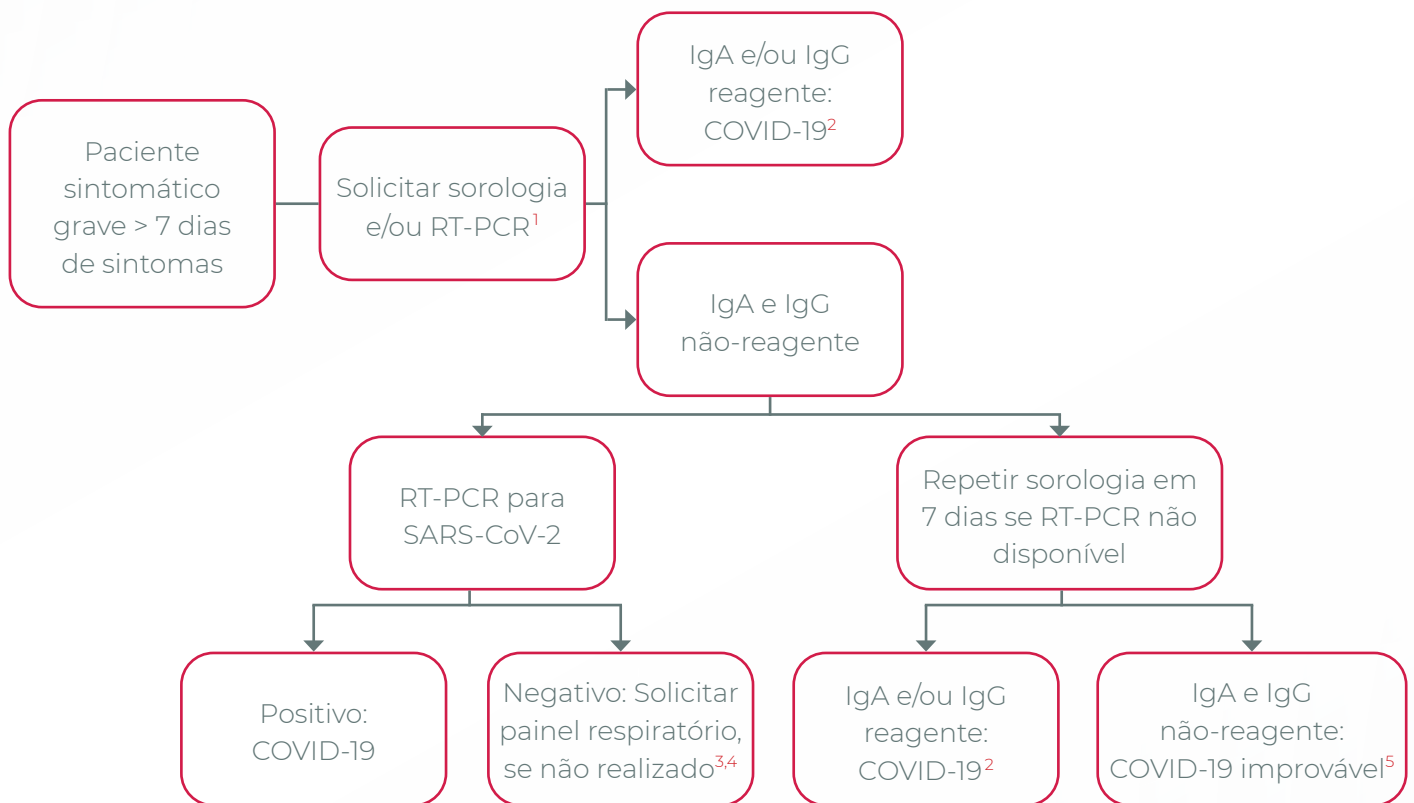 Paciente
sintomático
grave > 7 dias
de sintomas
Solicitar sorologia
e/ou RT-PCR1
IgA e/ou IgG
reagente:
COVID-192
IgA e IgG
não-reagente
RT-PCR para
SARS-CoV-2
Repetir sorologia em
7 dias se RT-PCR não
disponível
Positivo:
COVID-19
Negativo: Solicitar
painel respiratório,
se não realizado3,4
IgA e/ou IgG
reagente:
COVID-192
IgA e IgG
não-reagente:
COVID-19 improvável5